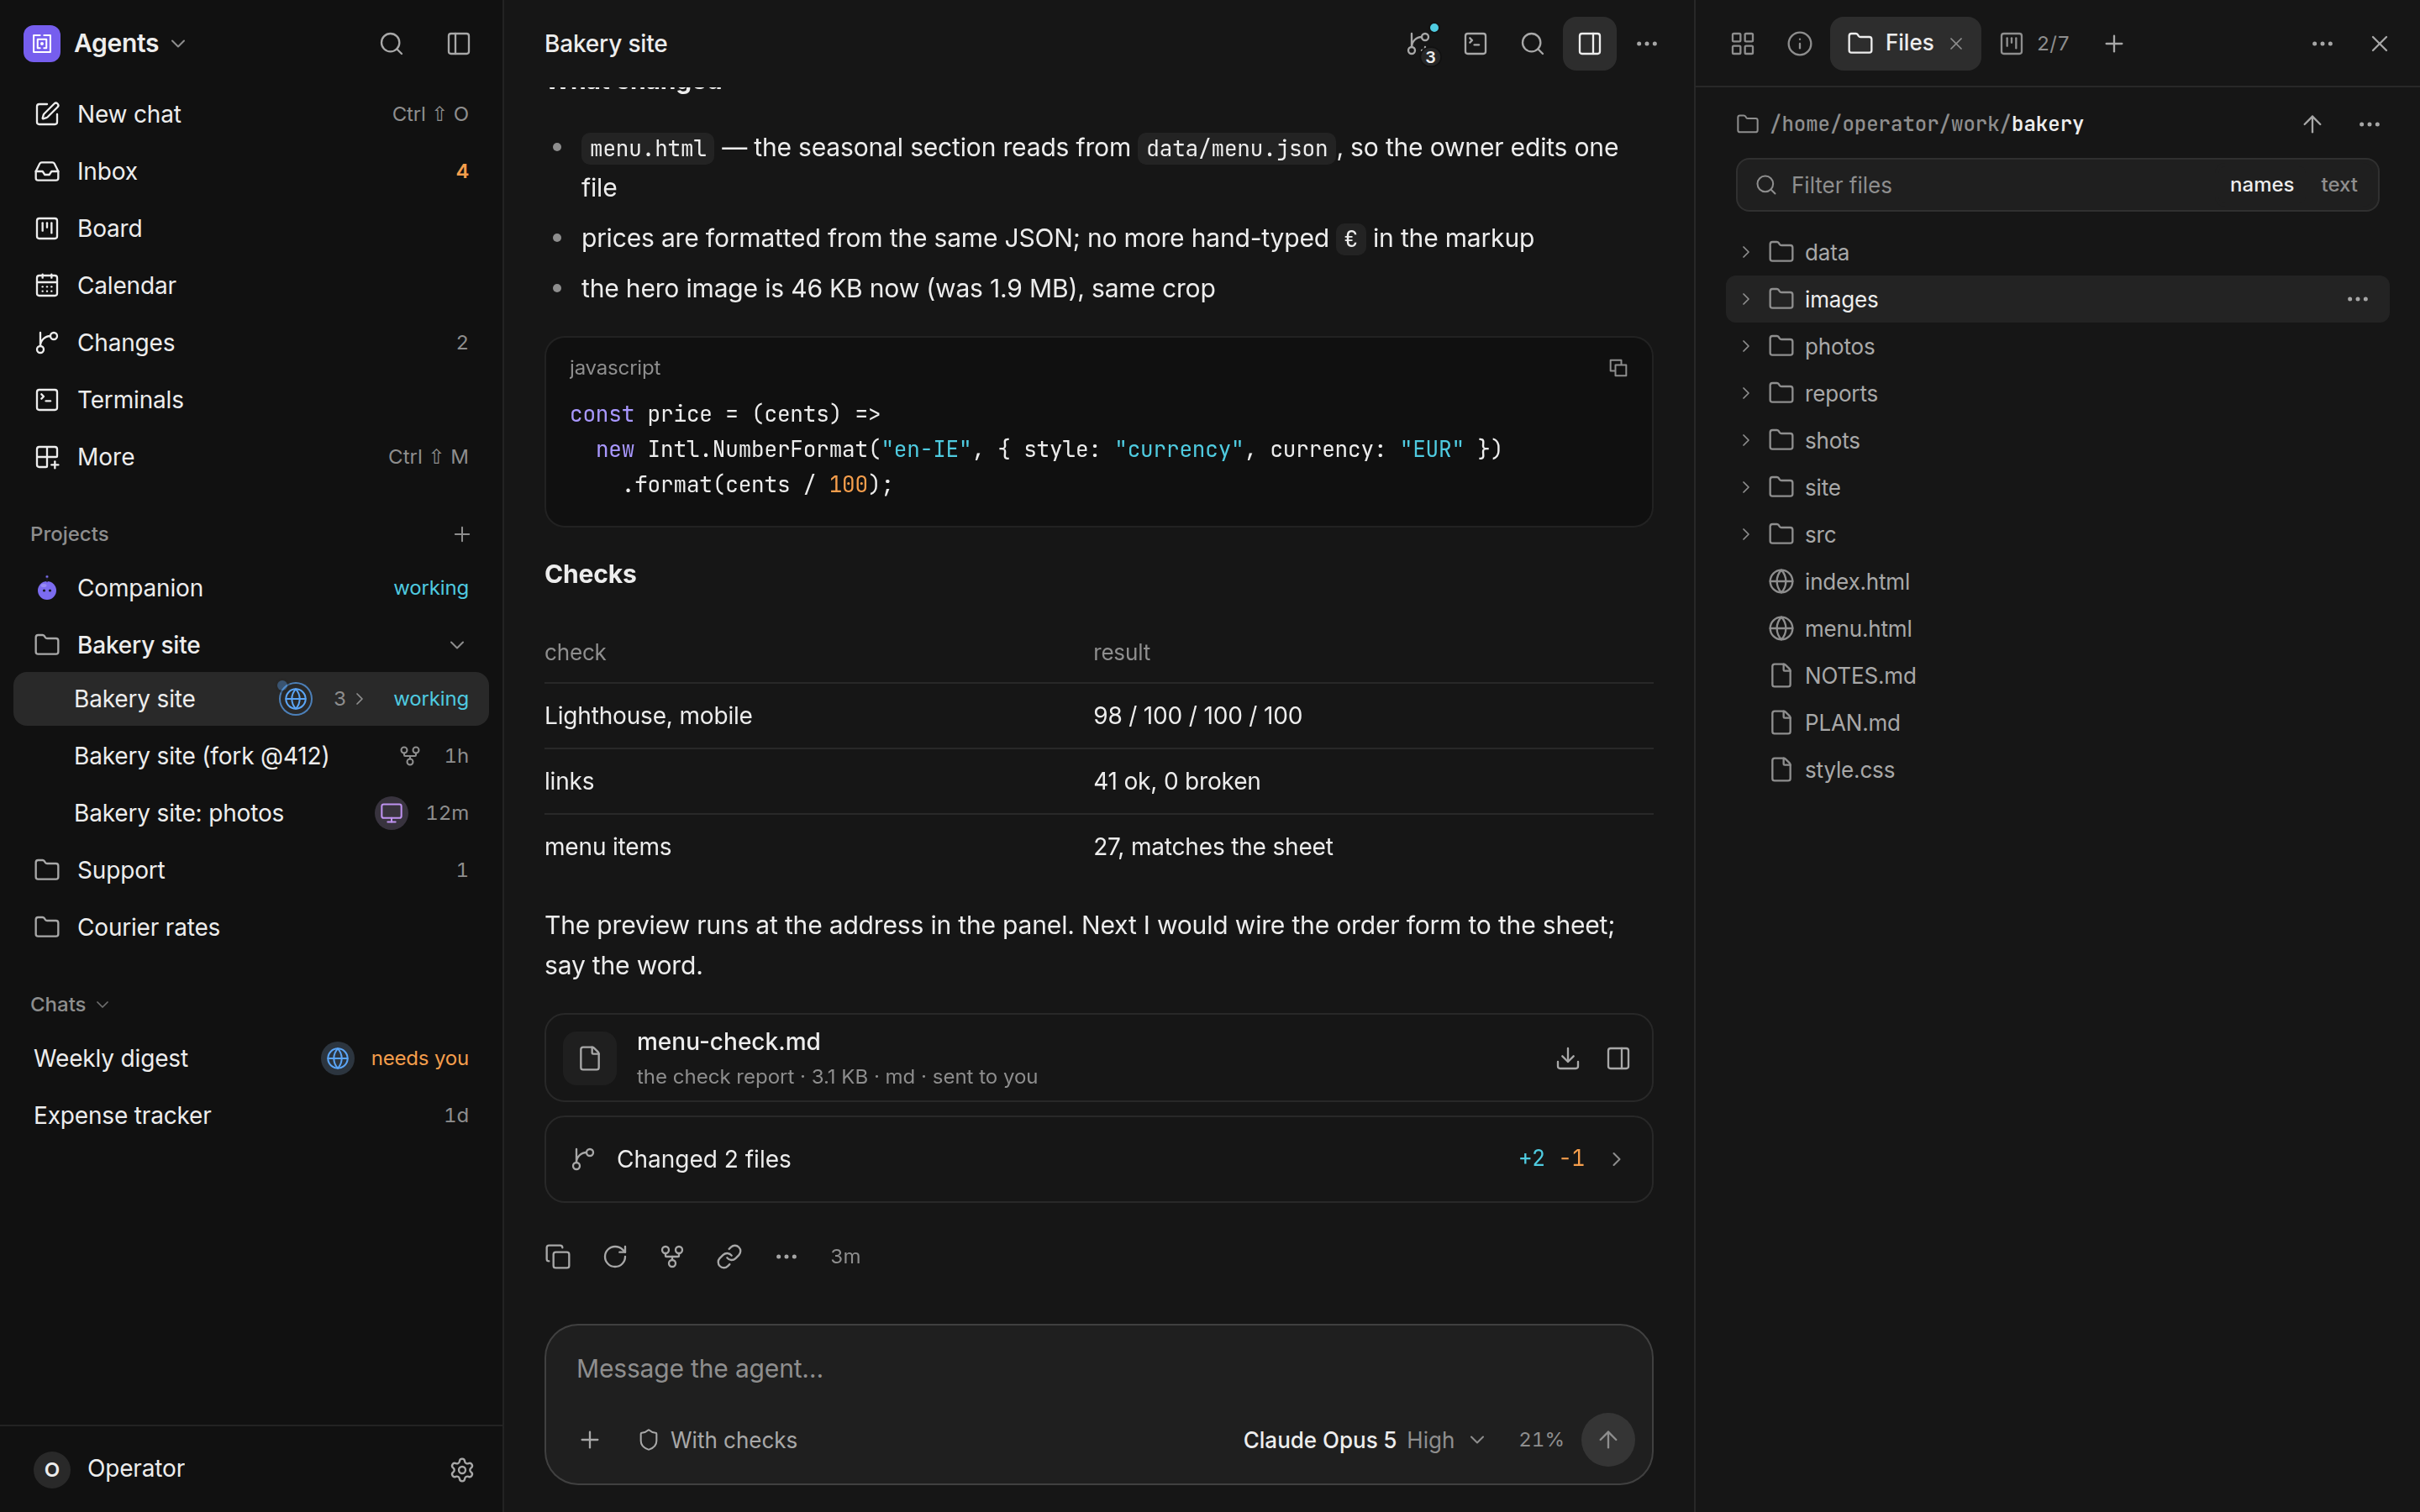 Agents
New chat
Ctrl ⇧ O
Inbox
4
Board
Calendar
Changes
2
Terminals
More
Ctrl ⇧ M
Projects
Companion
working
Bakery site
Bakery site
3
working
Bakery site (fork @412)
1h
Bakery site: photos
12m
Support
1
Courier rates
Chats
Weekly digest
needs you
Expense tracker
1d
O
Operator
Bakery site
3
What changed
menu.html — the seasonal section reads from data/menu.json, so the owner edits one
file
prices are formatted from the same JSON; no more hand-typed € in the markup
the hero image is 46 KB now (was 1.9 MB), same crop
javascript
const price = (cents) =>
new Intl.NumberFormat("en-IE", { style: "currency", currency: "EUR" })
.format(cents / 100);
Checks
check
result
Lighthouse, mobile
98 / 100 / 100 / 100
links
41 ok, 0 broken
menu items
27, matches the sheet
The preview runs at the address in the panel. Next I would wire the order form to the sheet;
say the word.
menu-check.md
the check report · 3.1 KB · md · sent to you
Changed 2 files
+2 -1
3m
Message the agent...
With checks
Claude Opus 5 High
21%
Files
2/7
/home/operator/work/bakery
Filter files
names
text
data
images
photos
reports
shots
site
src
index.html
menu.html
NOTES.md
PLAN.md
style.css